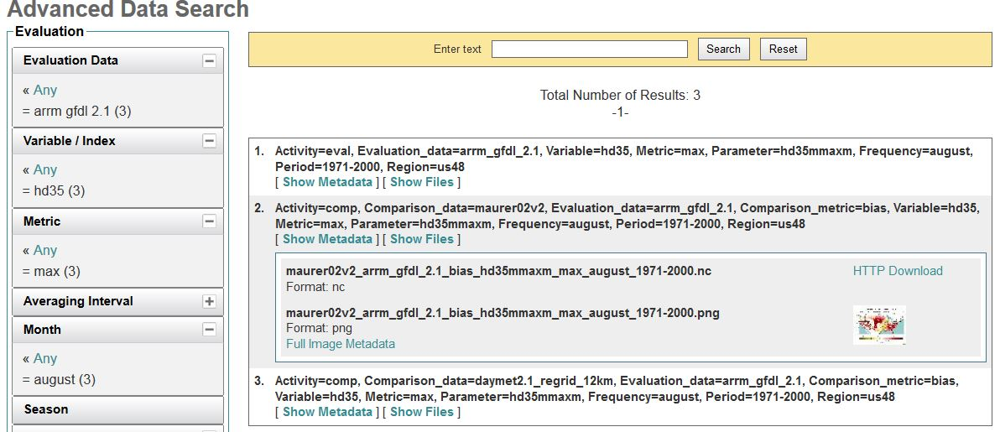 Advanced Data Search
Evaluation
Evaluation Data
« Any
= arrm gfdl 2.1 (3)
Variable / Index
« Any
= hd35 (3)
Metric
« Any
= max (3)
Averaging Interval
Month
« Any
= august (3)
Season
Enter text
Search
Reset
Total Number of Results: 3
-1-
1. Activity=eval, Evaluation_data=arrm_gfdl_2.1, Variable=hd35, Metric=max, Parameter=hd35mmaxm, Frequency=august,
Period=1971-2000, Region=us48
[ Show Metadata ] [ Show Files ]
2. Activity=comp, Comparison_data=maurer02v2, Evaluation_data=arrm_gfdl_2.1, Comparison_metric=bias, Variable=hd35,
Metric=max, Parameter=hd35mmaxm, Frequency=august, Period=1971-2000, Region=us48
[ Show Metadata ] [ Show Files ]
maurer02v2_arrm_gfdl_2.1_bias_hd35mmaxm_max_august_1971-2000.nc
HTTP Download
Format: nc
maurer02v2_arrm_gfdl_2.1_bias_hd35mmaxm_max_august_1971-2000.png
Format: png
Full Image Metadata
3. Activity=comp, Comparison_data=daymet2.1_regrid_12km, Evaluation_data=arrm_gfdl_2.1, Comparison_metric=bias,
Variable=hd35, Metric=max, Parameter=hd35mmaxm, Frequency=august, Period=1971-2000, Region=us48
[ Show Metadata ] [ Show Files ]